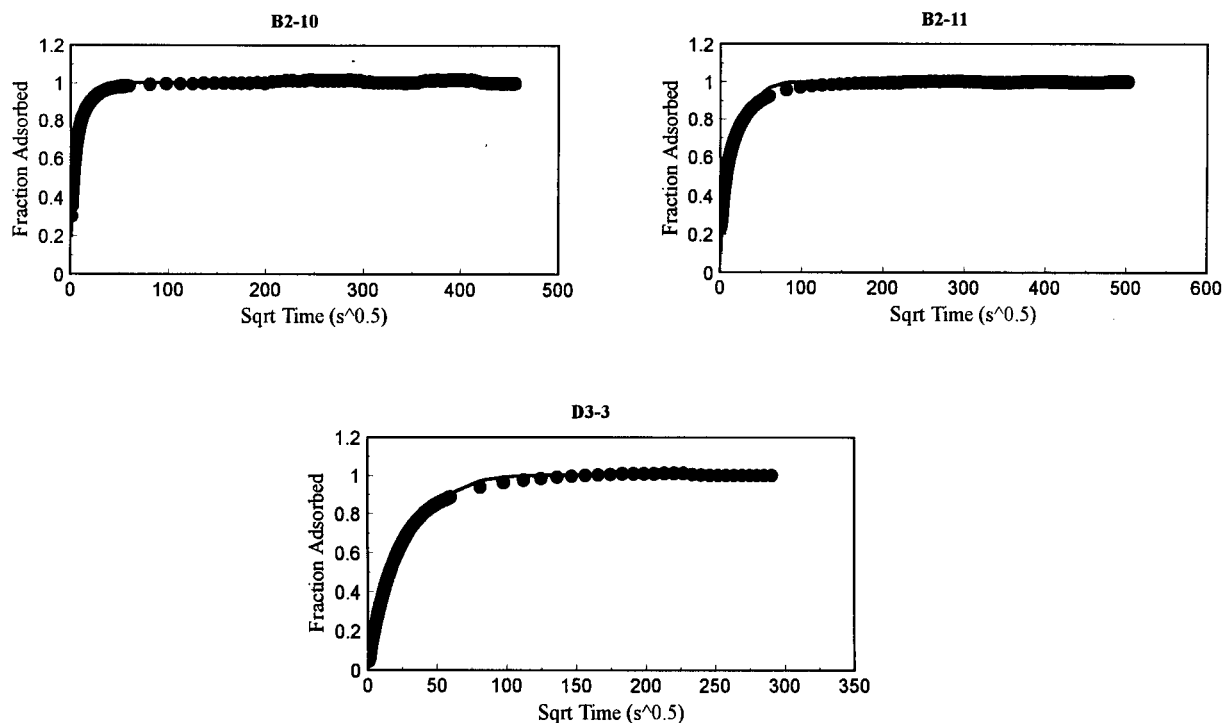 B2-10
1.2
1
0.8
0.6
0.4
0.2
0
Fraction Adsorbed
0 100 200 300 400 500
Sqrt Time (s^0.5)
B2-11
1.2
1
0.8
0.6
0.4
0.2
0
Fraction Adsorbed
0 100 200 300 400 500 600
Sqrt Time (s^0.5)
D3-3
1.2
1
0.8
0.6
0.4
0.2
0
Fraction Adsorbed
0 50 100 150 200 250 300 350
Sqrt Time (s^0.5)